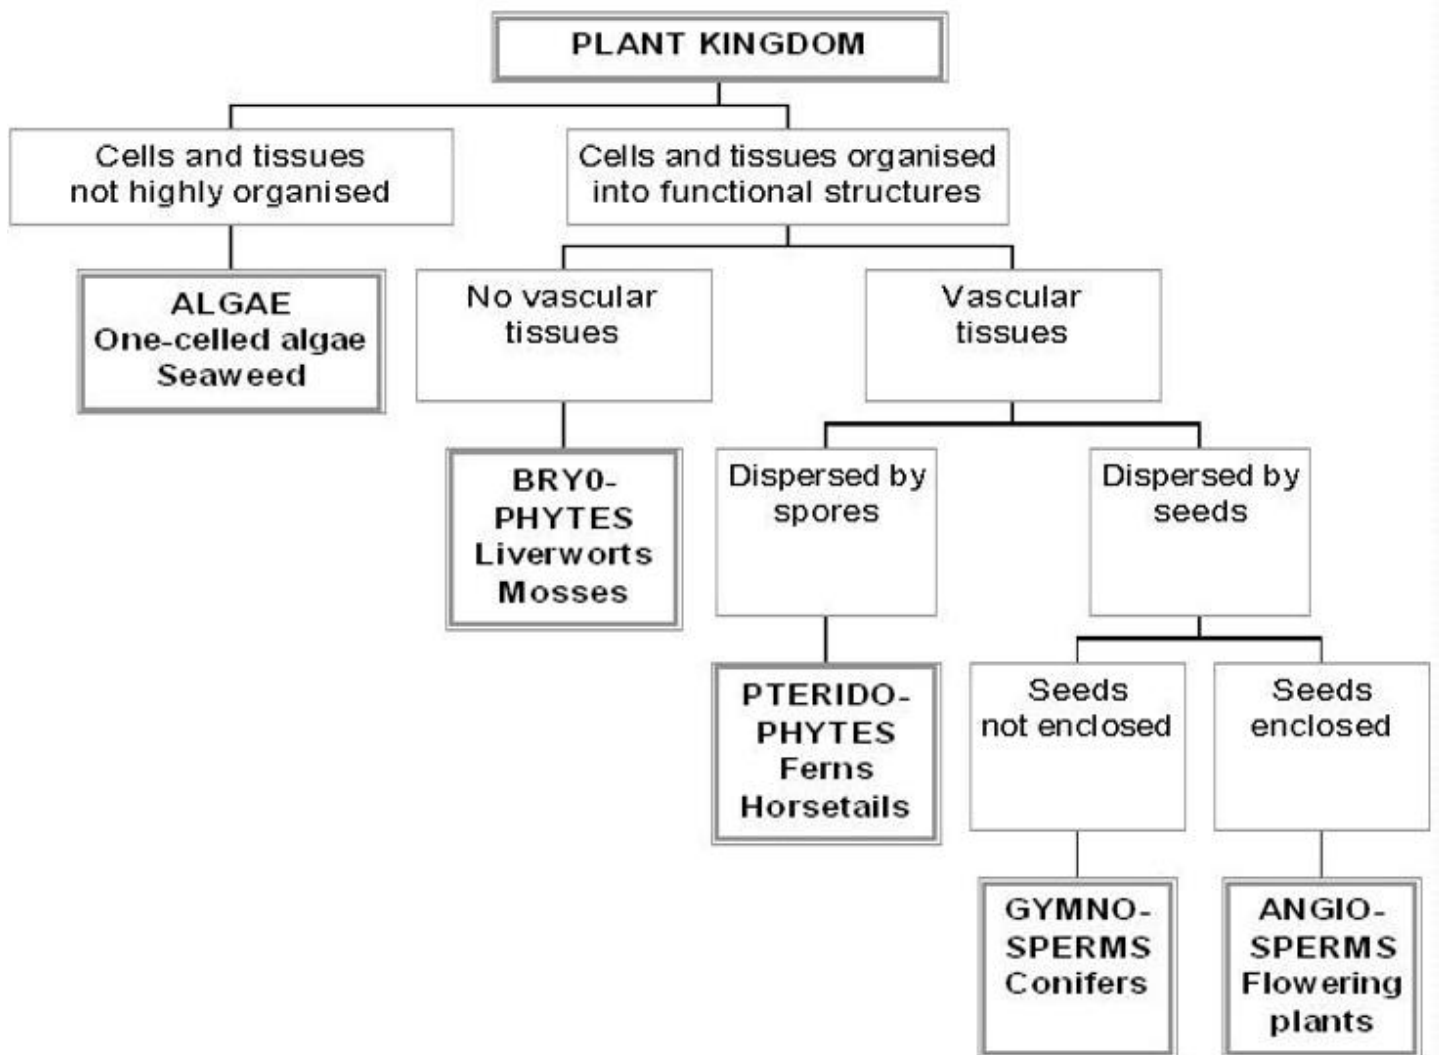 PLANT KINGDOM
Cells and tissues
not highly organised
Cells and tissues organised
into functional structures
ALGAE
One-celled algae
Seaweed
No vascular
tissues
Vascular
tissues
BRY0-
PHYTES
Liverworts
Mosses
Dispersed by
spores
Dispersed by
seeds
PTERIDO-
PHYTES
Ferns
Horsetails
Seeds
not enclosed
Seeds
enclosed
GYMNO-
SPERMS
Conifers
ANGIO-
SPERMS
Flowering
plants